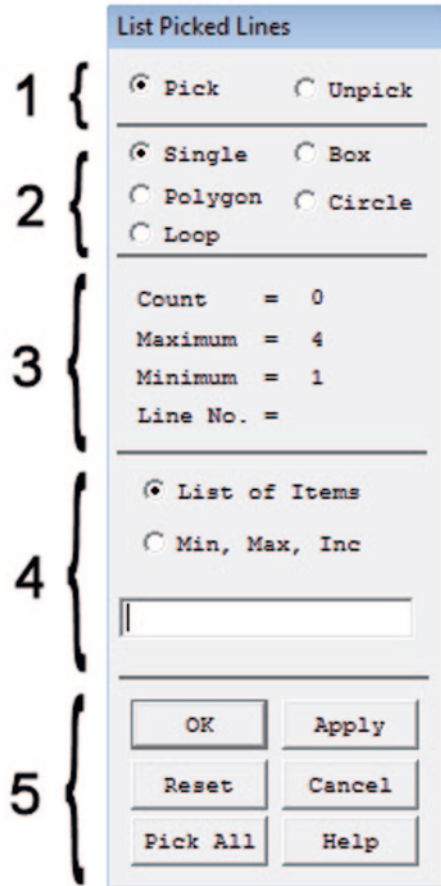 List Picked Lines
1 { Pick Unpick
2 { Single Box
Polygon Circle
Loop
3 { Count = 0
Maximum = 4
Minimum = 1
Line No. =
4 { List of Items
Min, Max, Inc
5 { OK Apply
Reset Cancel
Pick All Help